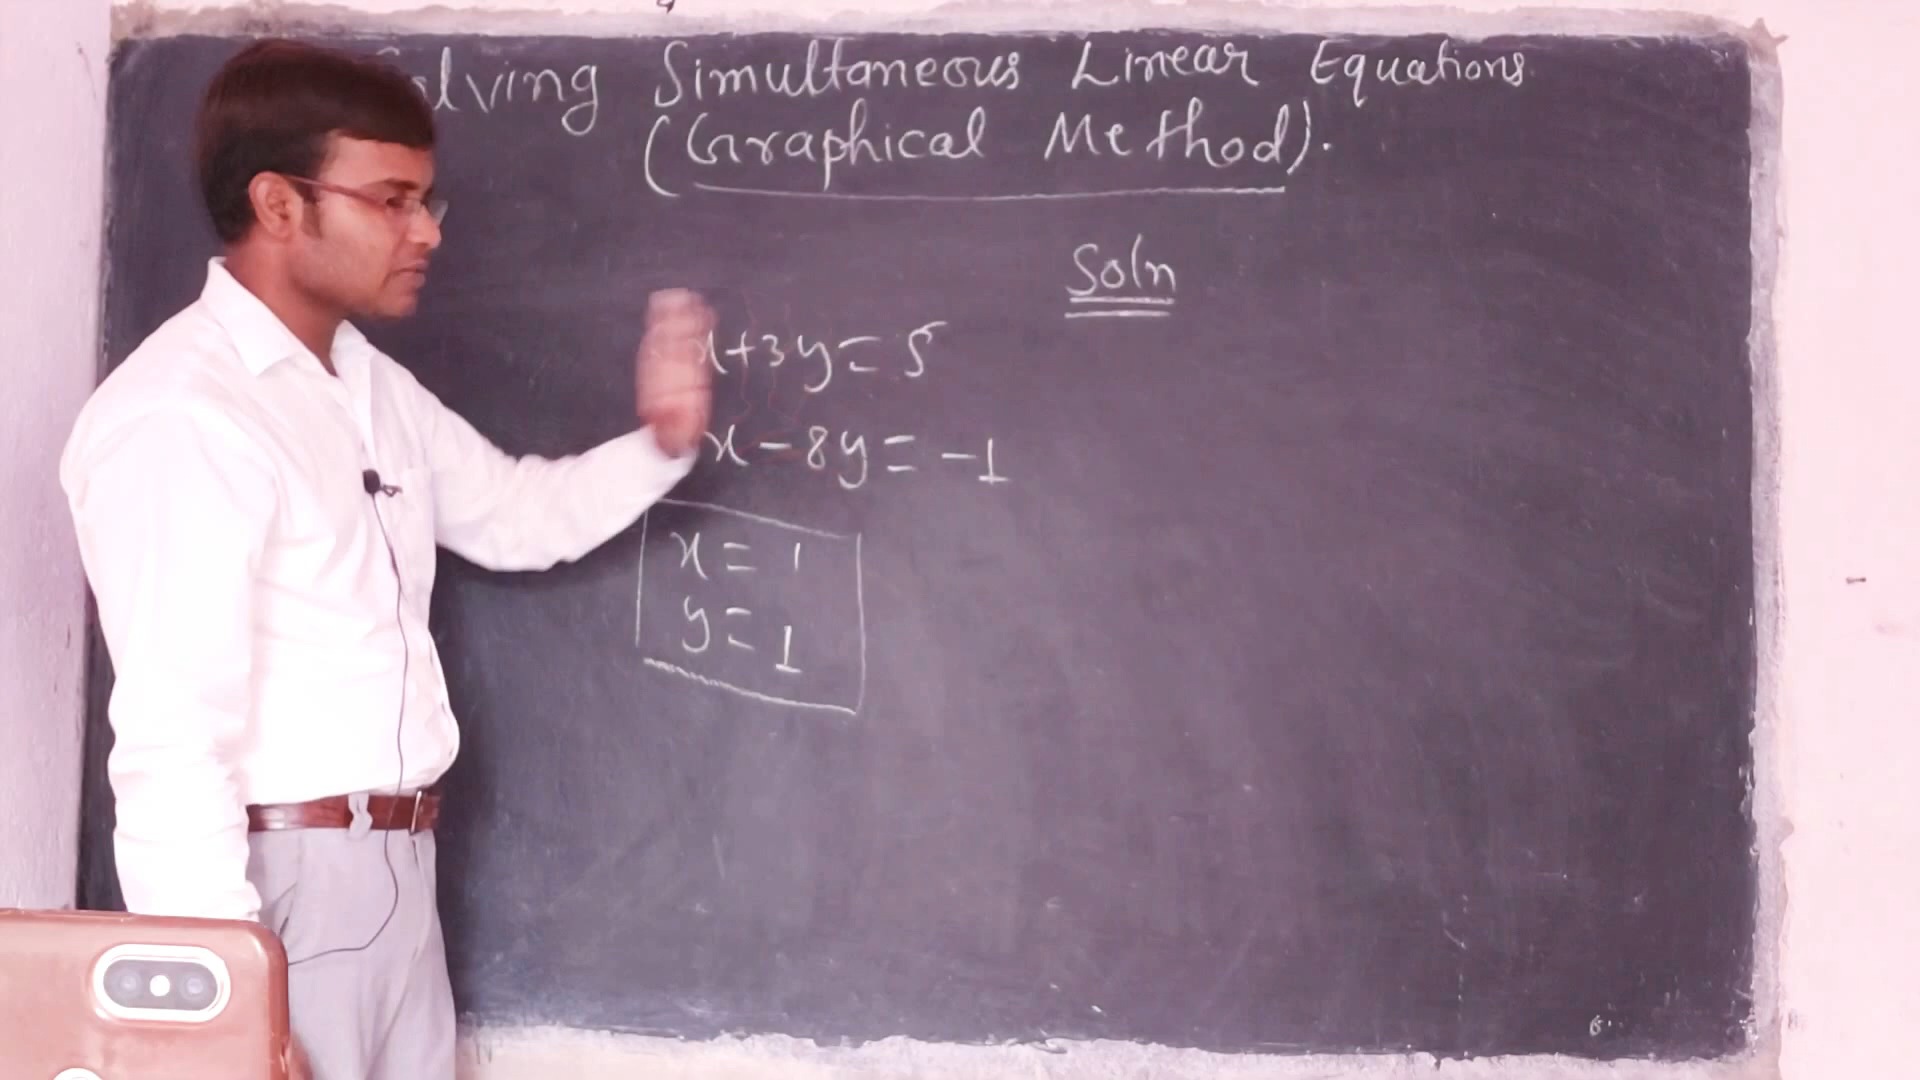 Solving Simultaneous Linear Equations
(Graphical Method).
Soln
x+3y=5
x-8y=-1
x=1
y=1